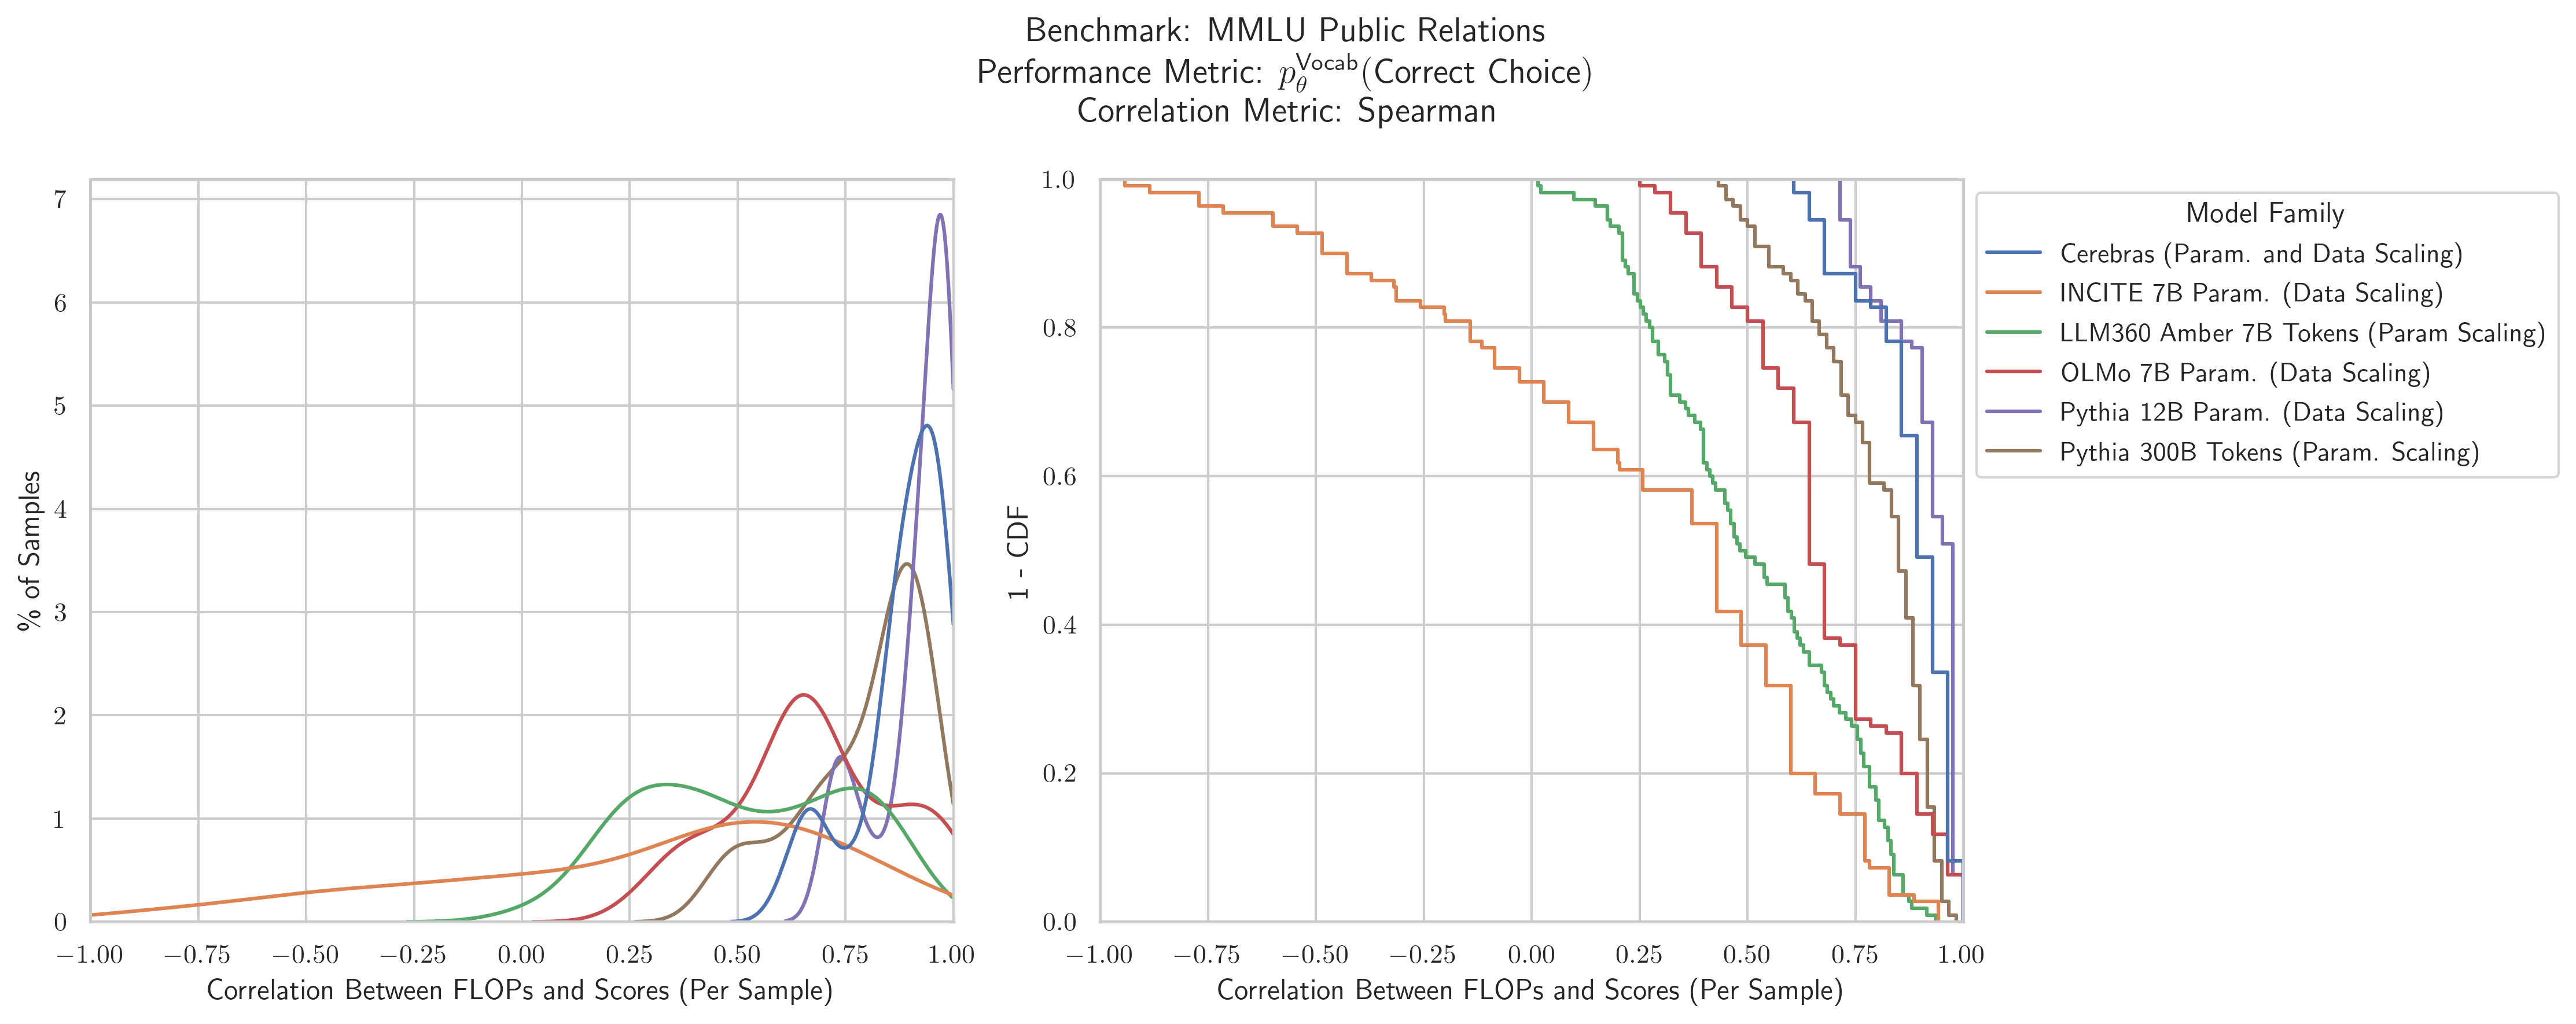 Benchmark: MMLU Public Relations
Performance Metric: $p_{\theta}^{\text{Vocab}}$(Correct Choice)
Correlation Metric: Spearman
% of Samples
7
6
5
4
3
2
1
0
−1.00 −0.75 −0.50 −0.25 0.00 0.25 0.50 0.75 1.00
Correlation Between FLOPs and Scores (Per Sample)
1 - CDF
1.0
0.8
0.6
0.4
0.2
0.0
−1.00 −0.75 −0.50 −0.25 0.00 0.25 0.50 0.75 1.00
Correlation Between FLOPs and Scores (Per Sample)
Model Family
Cerebras (Param. and Data Scaling)
INCITE 7B Param. (Data Scaling)
LLM360 Amber 7B Tokens (Param Scaling)
OLMo 7B Param. (Data Scaling)
Pythia 12B Param. (Data Scaling)
Pythia 300B Tokens (Param. Scaling)